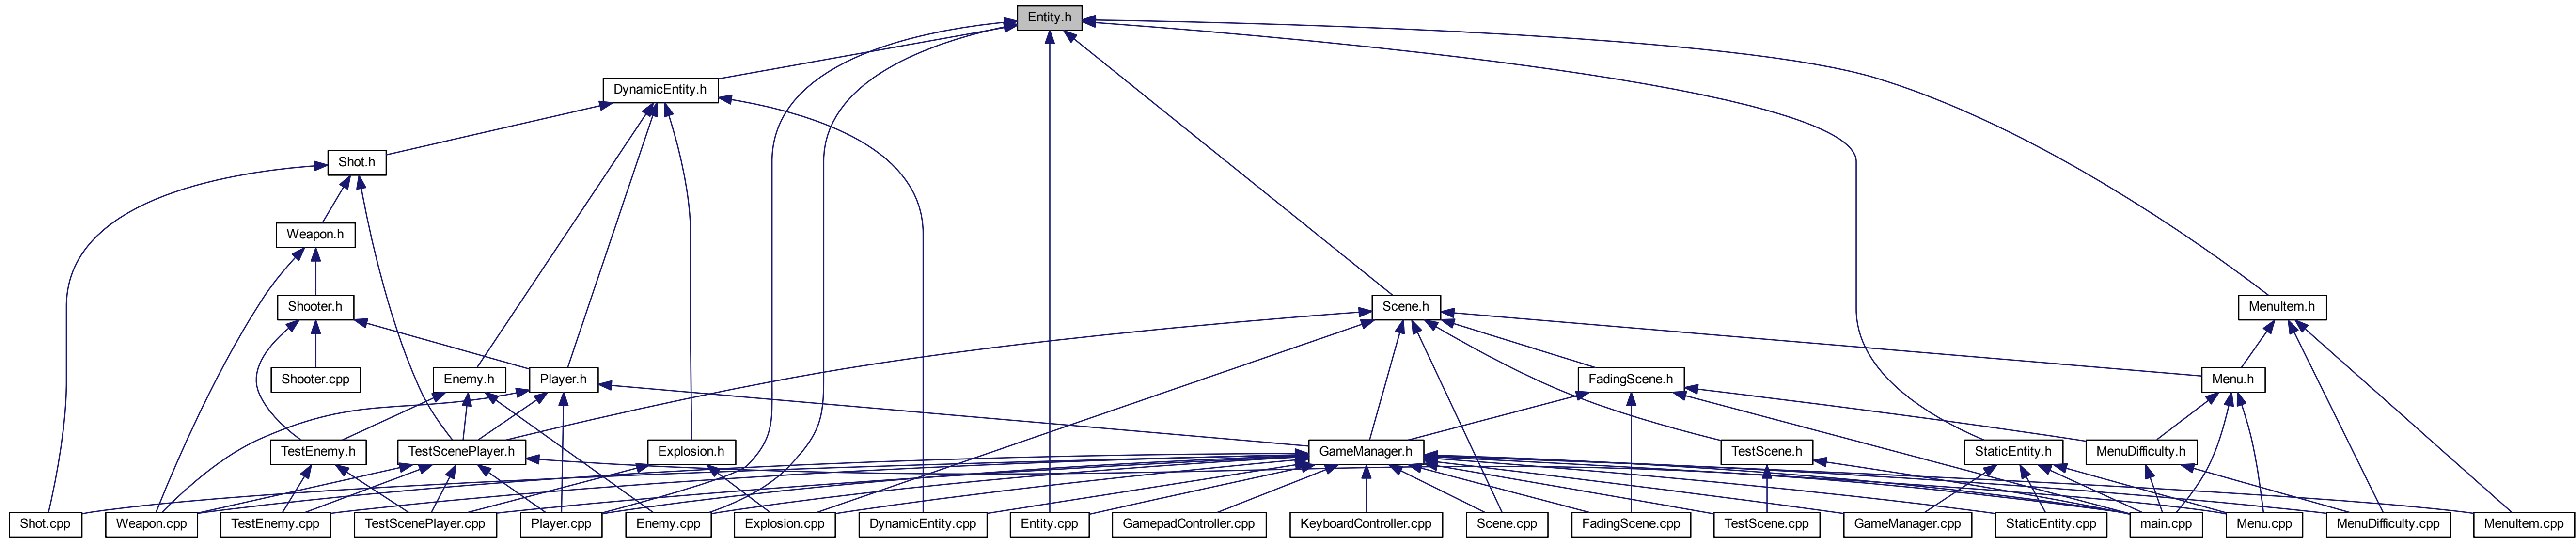 Entity.h
DynamicEntity.h
Shot.h
Weapon.h
Shooter.h
Scene.h
MenuItem.h
Shooter.cpp
Enemy.h
Player.h
FadingScene.h
Menu.h
TestEnemy.h
TestScenePlayer.h
Explosion.h
GameManager.h
TestScene.h
StaticEntity.h
MenuDifficulty.h
Shot.cpp
Weapon.cpp
TestEnemy.cpp
TestScenePlayer.cpp
Player.cpp
Enemy.cpp
Explosion.cpp
DynamicEntity.cpp
Entity.cpp
GamepadController.cpp
KeyboardController.cpp
Scene.cpp
FadingScene.cpp
TestScene.cpp
GameManager.cpp
StaticEntity.cpp
main.cpp
Menu.cpp
MenuDifficulty.cpp
MenuItem.cpp